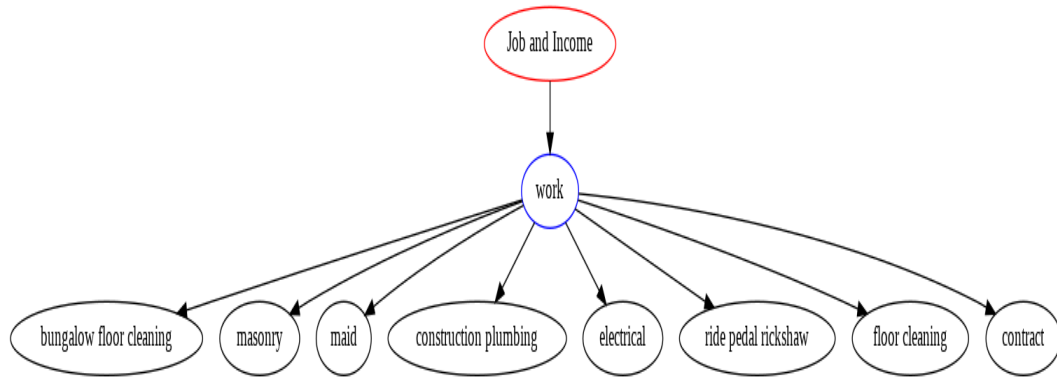 Job and Income
work
bungalow floor cleaning
masonry
maid
construction plumbing
electrical
ride pedal rickshaw
floor cleaning
contract